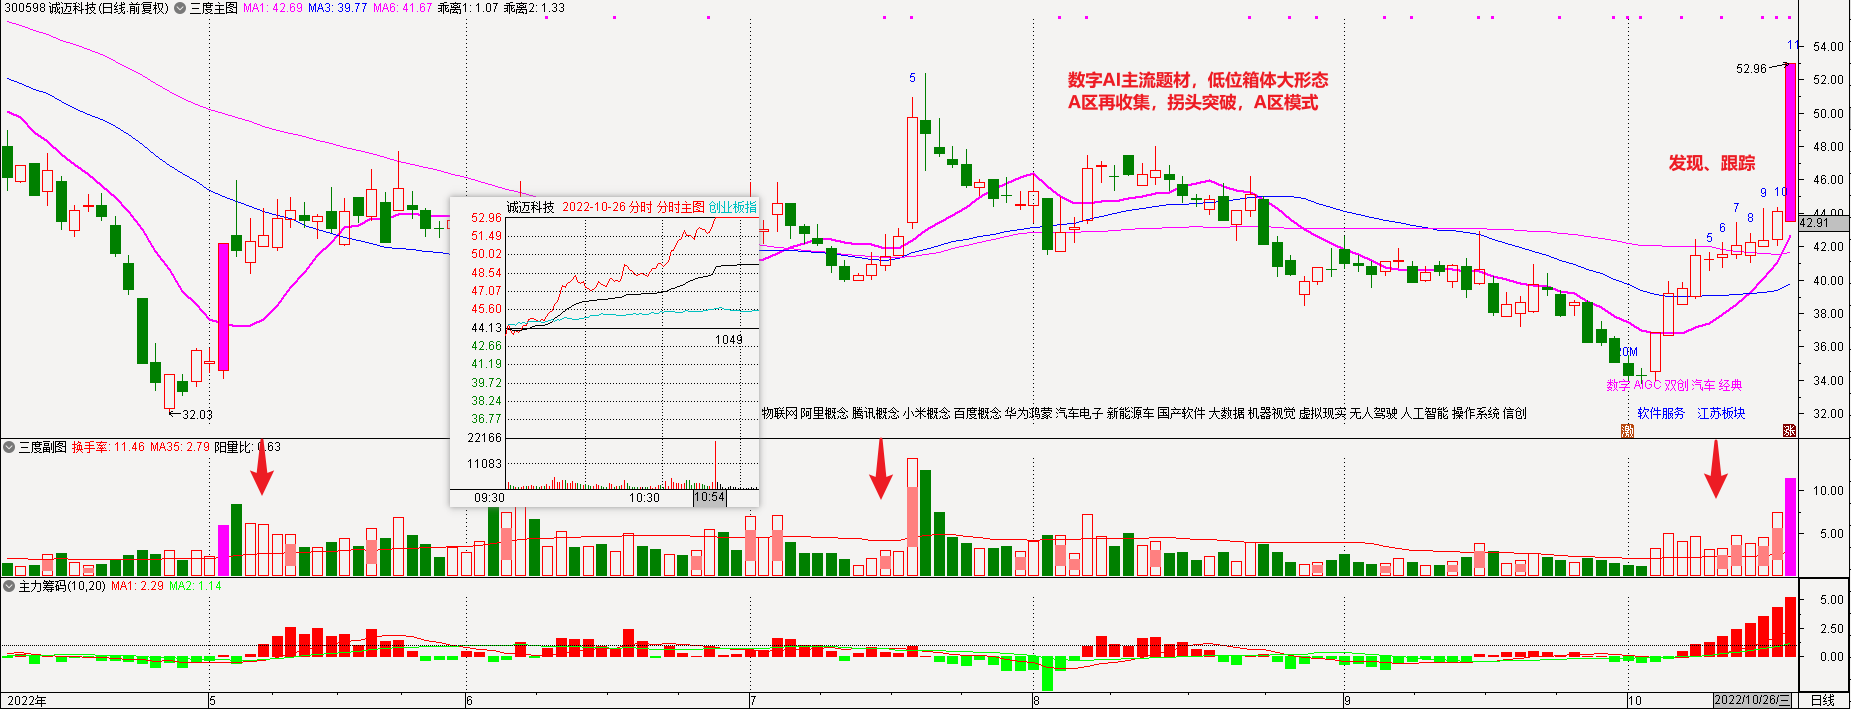 300598 诚迈科技(日线.前复权) 三度主图 MA1: 42.69 MA3: 39.77 MA6: 41.67 乖离1: 1.07 乖离2: 1.33
11
54.00
52.96
52.00
数字AI主流题材，低位箱体大形态
A区再收集，拐头突破，A区模式
5
50.00
48.00
发现、跟踪
46.00
9 10
7
8
44.00
42.91
6
5
42.00
40.00
38.00
36.00
20M
34.00
数字 AIGC 双创 汽车 经典
32.03
32.00
物联网 阿里概念 腾讯概念 小米概念 百度概念 华为鸿蒙 汽车电子 新能源车 国产软件 大数据 机器视觉 虚拟现实 无人驾驶 人工智能 操作系统 信创
软件服务 江苏板块
激
涨
诚迈科技 2022-10-26 分时 分时主图 创业板指
52.96
51.49
50.02
48.54
47.07
45.60
44.13
1049
42.66
41.19
39.72
38.24
36.77
22166
11083
09:30 10:30 10:54
三度副图 换手率: 11.46 MA35: 2.79 阳量比: 0.63
10.00
5.00
主力筹码(10,20) MA1: 2.29 MA2: 1.14
5.00
2.50
0.00
2022年 5 6 7 8 9 10 2022/10/26/三 日线